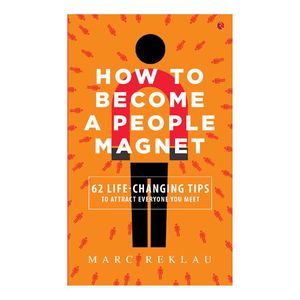 HOW TO
BECOME
A PEOPLE
MAGNET
62 LIFE-CHANGING TIPS
TO ATTRACT EVERYONE YOU MEET
MARC REKLAU